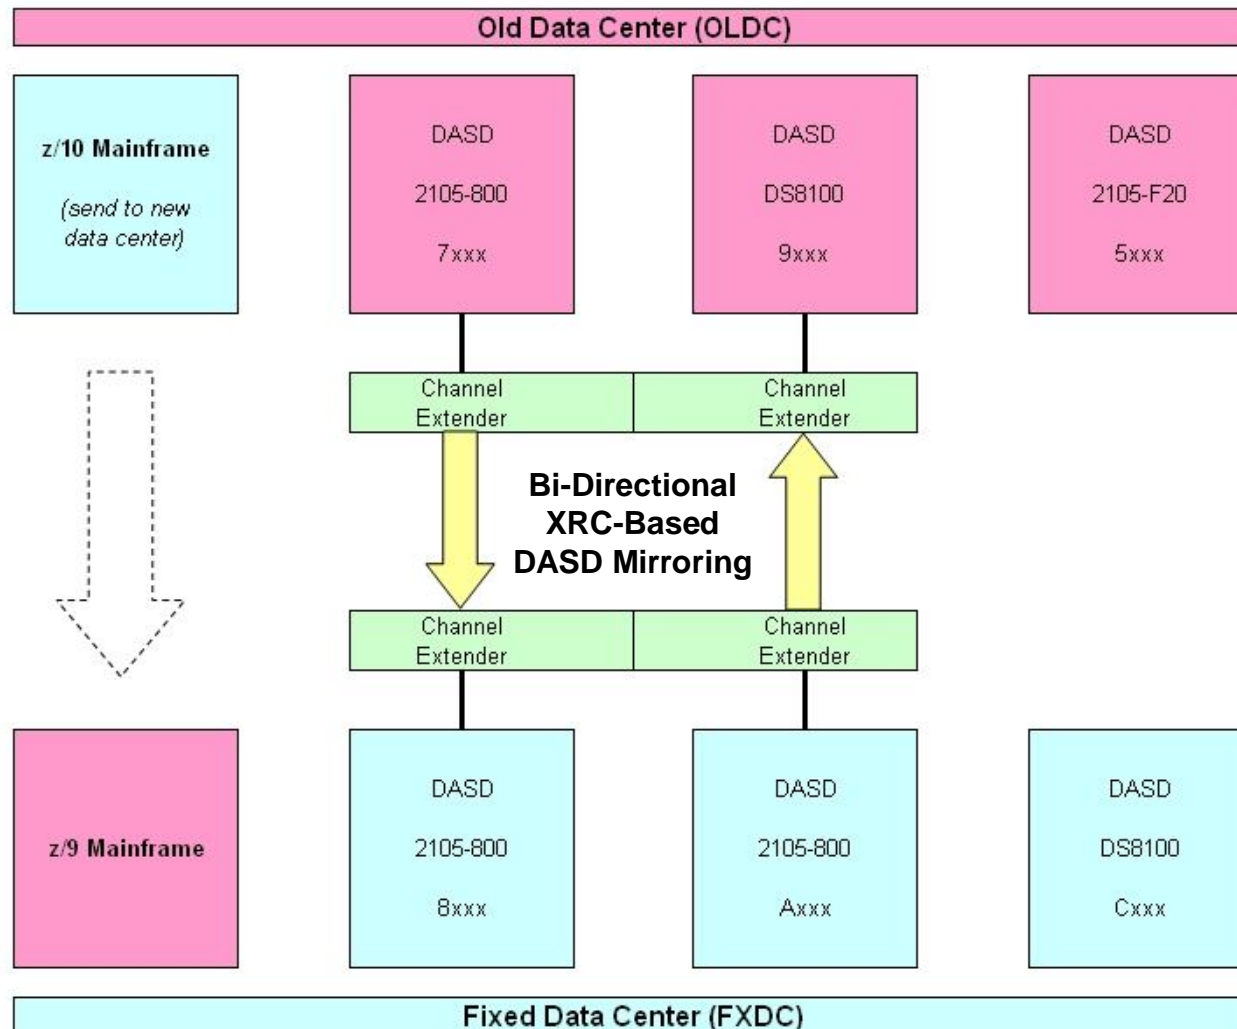 Old Data Center (OLDC)
z/10 Mainframe
(send to new
data center)
DASD
2105-800
7xxx
DASD
DS8100
9xxx
DASD
2105-F20
5xxx
Channel
Extender
Channel
Extender
Bi-Directional
XRC-Based
DASD Mirroring
Channel
Extender
Channel
Extender
z/9 Mainframe
DASD
2105-800
8xxx
DASD
2105-800
Axxx
DASD
DS8100
Cxxx
Fixed Data Center (FXDC)